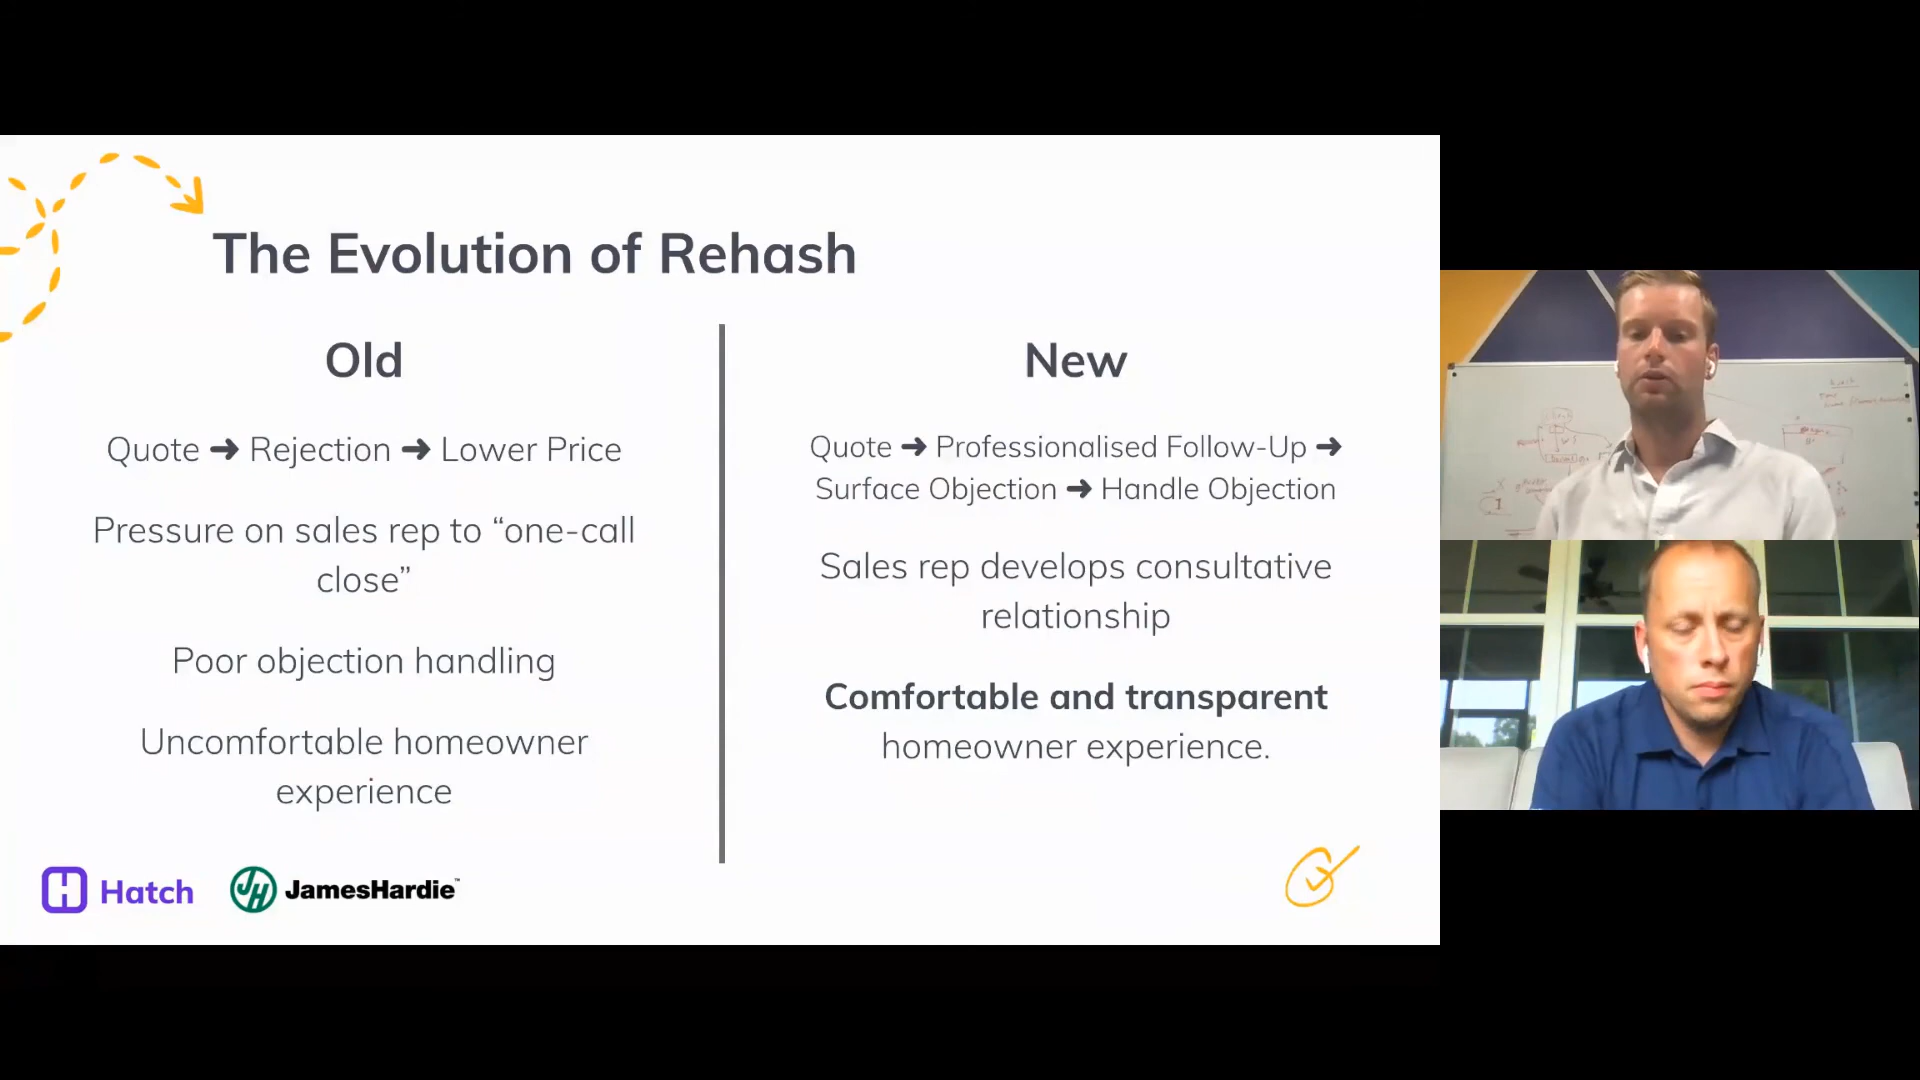 The Evolution of Rehash
Old
Quote → Rejection → Lower Price
Pressure on sales rep to “one-call
close”
Poor objection handling
Uncomfortable homeowner
experience
New
Quote → Professionalised Follow-Up →
Surface Objection → Handle Objection
Sales rep develops consultative
relationship
Comfortable and transparent
homeowner experience.
Hatch
JH JamesHardie™